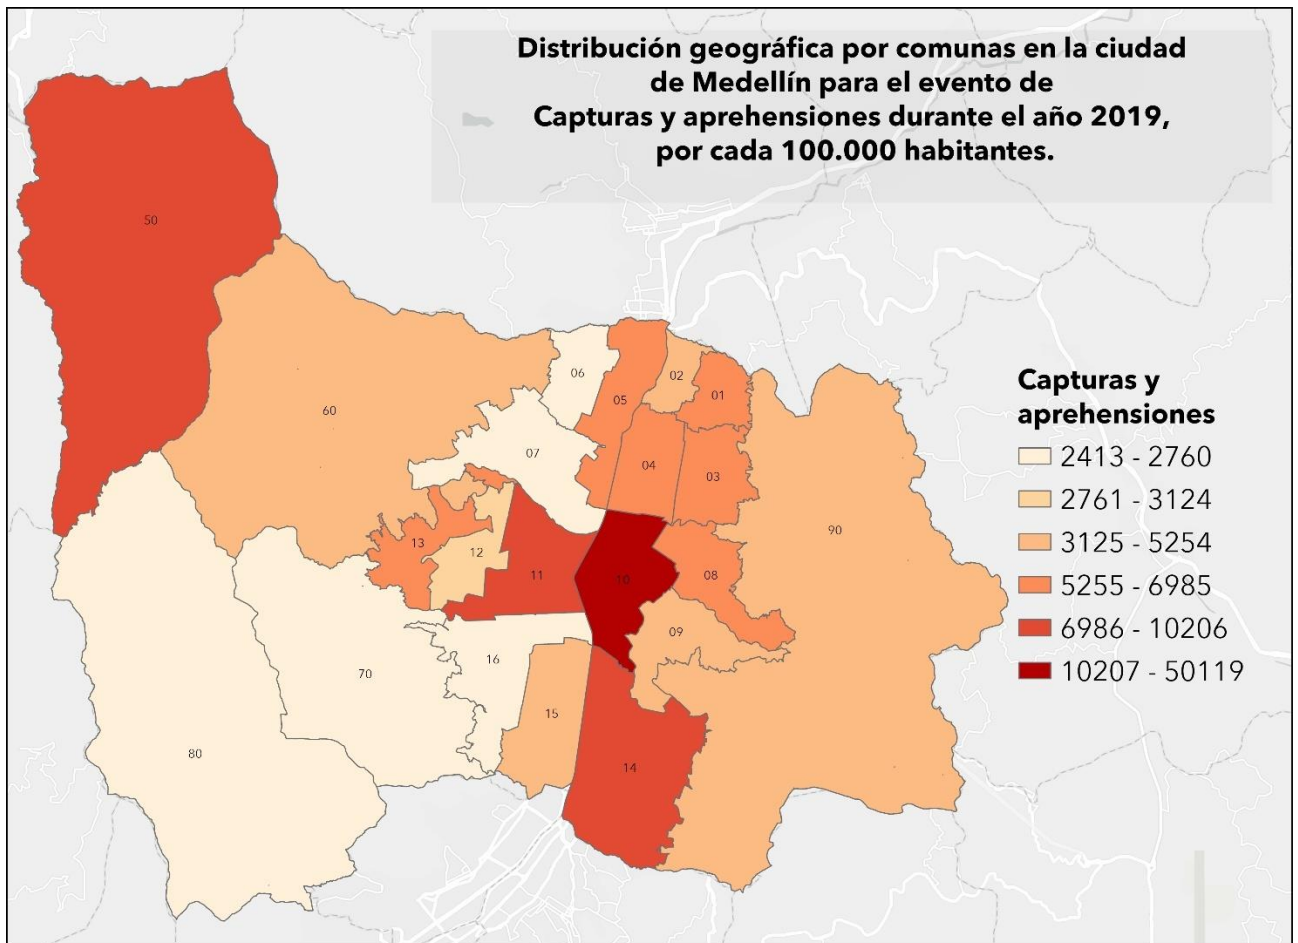 Distribución geográfica por comunas en la ciudad
de Medellín para el evento de
Capturas y aprehensiones durante el año 2019,
por cada 100.000 habitantes.
50
60
06
02
05
01
07
04
03
90
13
12
11
10
08
09
16
70
15
80
14
Capturas y
aprehensiones
2413 - 2760
2761 - 3124
3125 - 5254
5255 - 6985
6986 - 10206
10207 - 50119